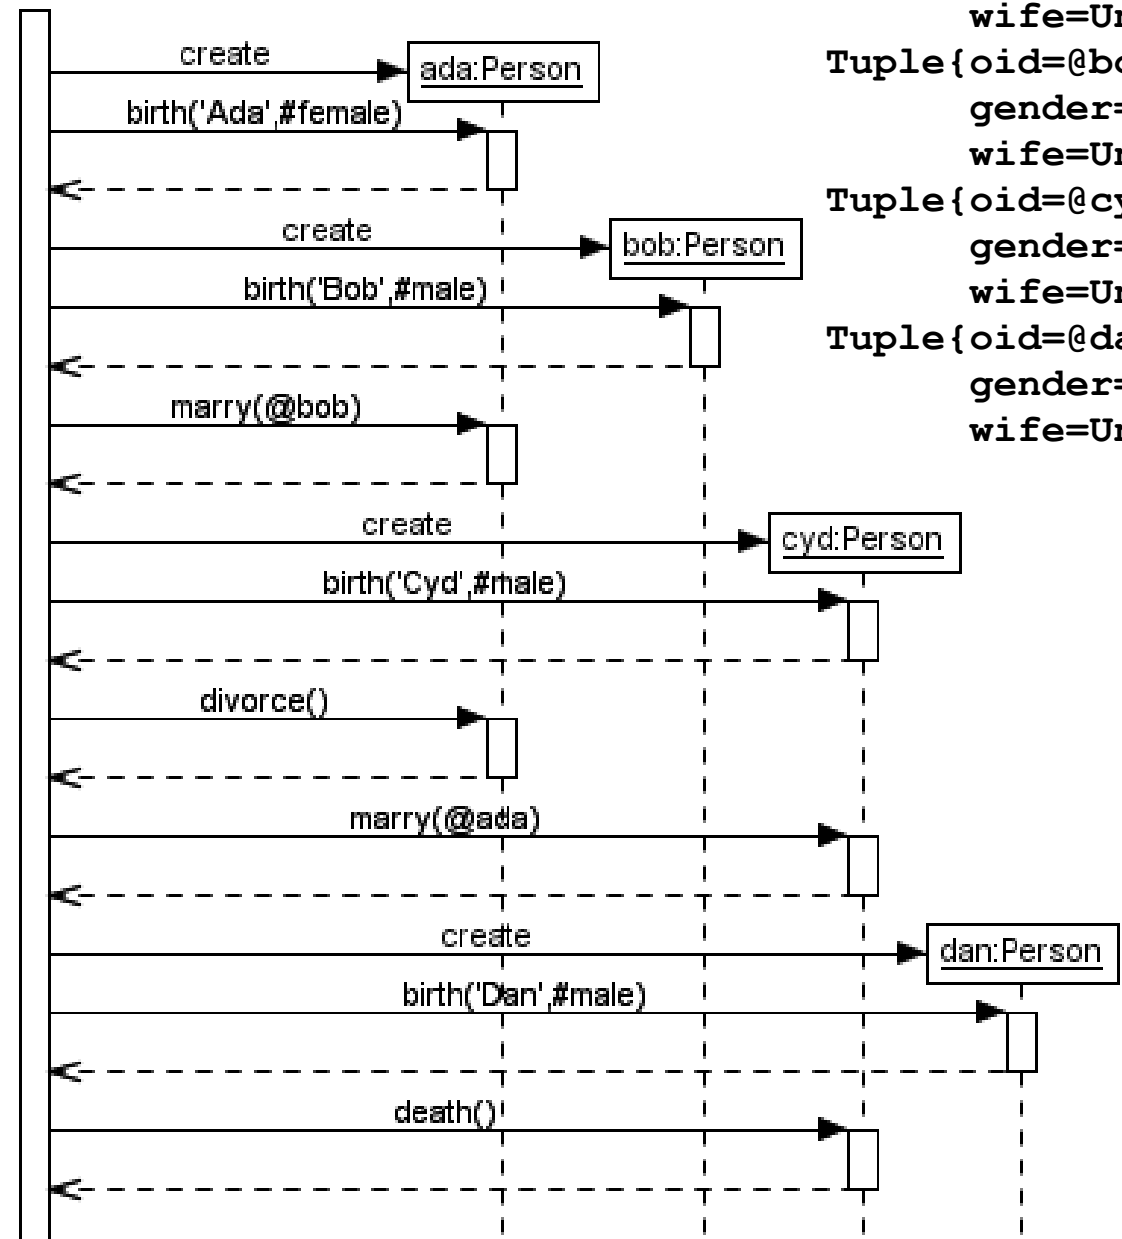 wife=Un
create
ada:Person
Tuple{oid=@bo
birth('Ada',#female)
gender=
wife=Un
Tuple{oid=@cy
create
bob:Person
gender=
birth('Bob',#male)
wife=Un
Tuple{oid=@da
gender=
marry(@bob)
wife=Un
create
cyd:Person
birth('Cyd',#male)
divorce()
marry(@ada)
create
dan:Person
birth('Dan',#male)
death()